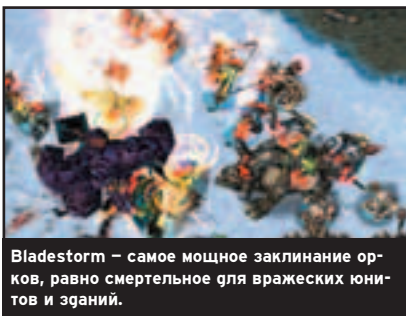 Bladestorm – самое мощное заклинание ор-
ков, равно смертельное для вражеских юни-
тов и зданий.